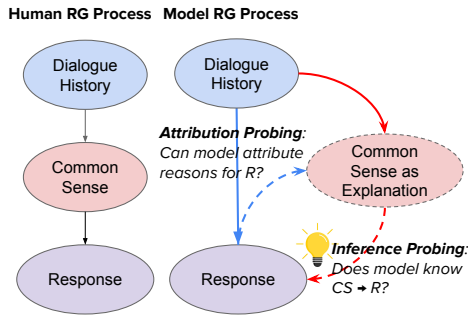 Human RG Process
Model RG Process
Dialogue
History
Common
Sense
Response
Dialogue
History
Attribution Probing:
Can model attribute
reasons for R?
Common
Sense as
Explanation
Inference Probing:
Does model know
CS → R?
Response